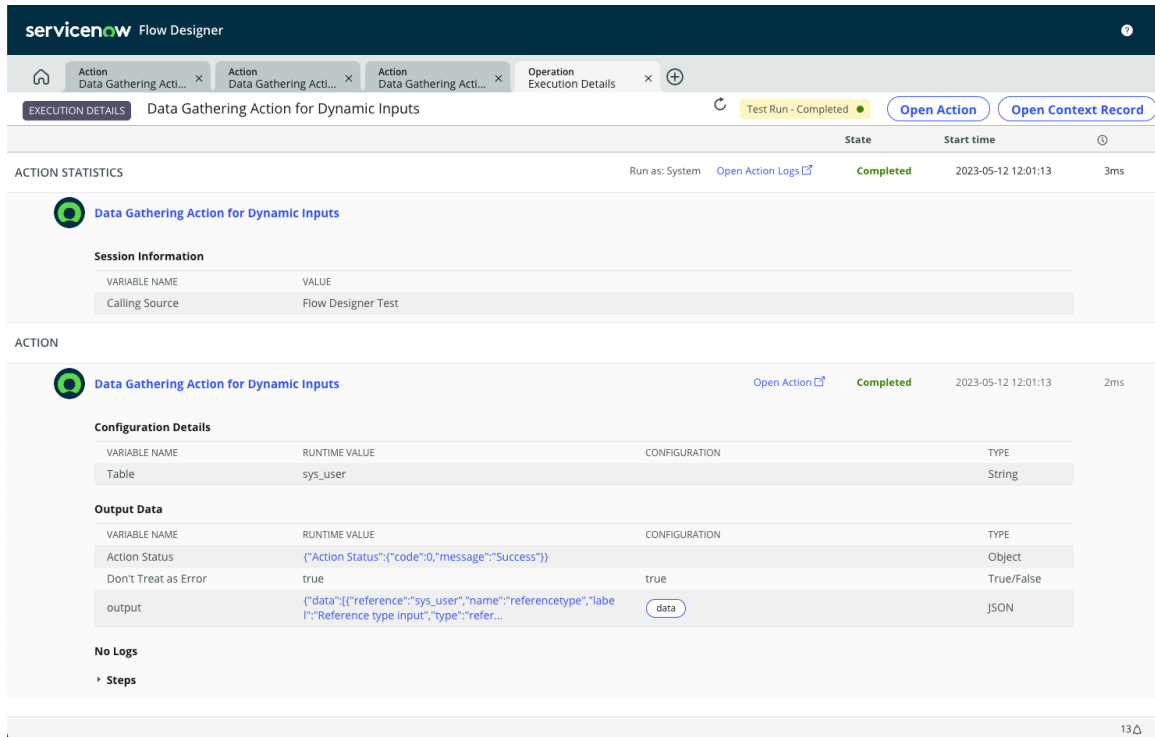 servicenow Flow Designer
Action
Data Gathering Acti...
Action
Data Gathering Acti...
Action
Data Gathering Acti...
Operation
Execution Details
EXECUTION DETAILS Data Gathering Action for Dynamic Inputs Test Run - Completed Open Action Open Context Record
State Start time
ACTION STATISTICS Run as: System Open Action Logs Completed 2023-05-12 12:01:13 3ms
Data Gathering Action for Dynamic Inputs
Session Information
VARIABLE NAME VALUE
Calling Source Flow Designer Test
ACTION
Data Gathering Action for Dynamic Inputs Open Action Completed 2023-05-12 12:01:13 2ms
Configuration Details
VARIABLE NAME RUNTIME VALUE CONFIGURATION TYPE
Table sys_user String
Output Data
VARIABLE NAME RUNTIME VALUE CONFIGURATION TYPE
Action Status {"Action Status":{"code":0,"message":"Success"}} Object
Don't Treat as Error true true True/False
output {"data":[{"reference":"sys_user","name":"referencetype","labe
l":"Reference type input","type":"refer... data JSON
No Logs
Steps
13